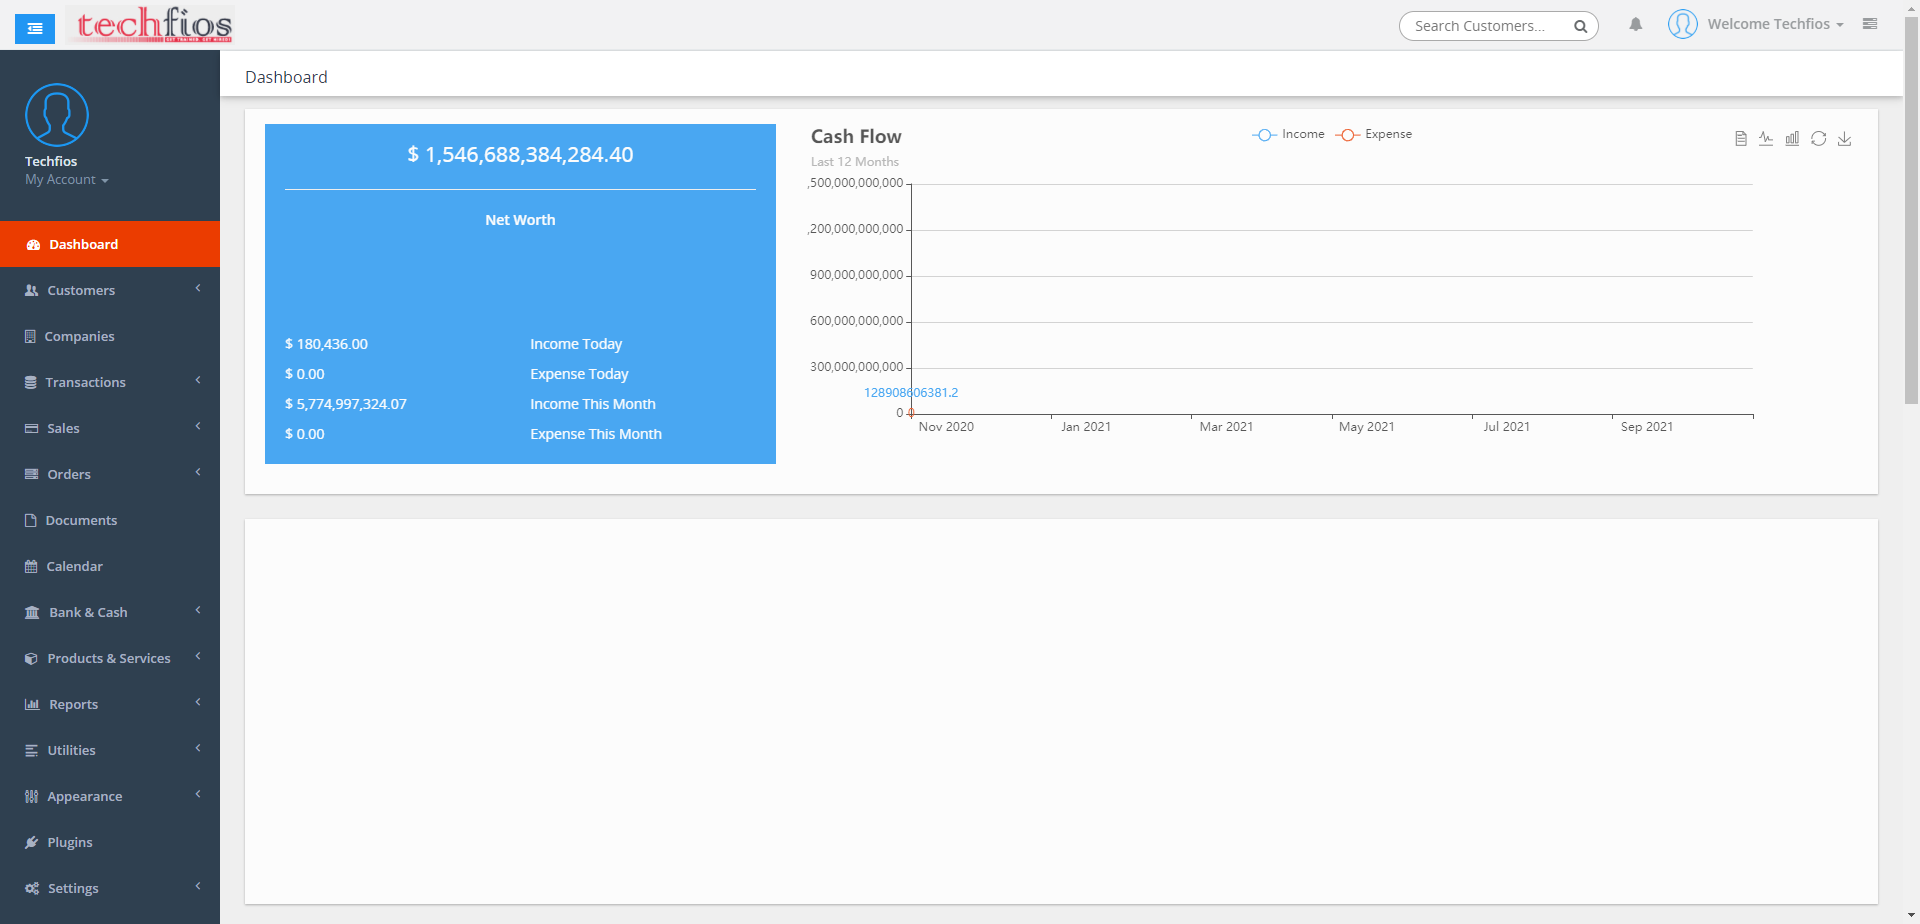 techfios
GET TRAINED. GET HIRED!
Search Customers...
Welcome Techfios
Techfios
My Account
Dashboard
Customers
Companies
Transactions
Sales
Orders
Documents
Calendar
Bank & Cash
Products & Services
Reports
Utilities
Appearance
Plugins
Settings
Dashboard
$ 1,546,688,384,284.40
Net Worth
$ 180,436.00 Income Today
$ 0.00 Expense Today
$ 5,774,997,324.07 Income This Month
$ 0.00 Expense This Month
Cash Flow
Last 12 Months
Income Expense
,500,000,000,000
,200,000,000,000
900,000,000,000
600,000,000,000
300,000,000,000
128908606381.2
0
0
Nov 2020 Jan 2021 Mar 2021 May 2021 Jul 2021 Sep 2021